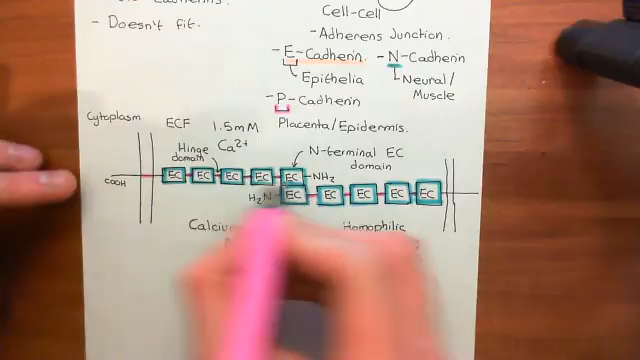 - Doesn't fit.
Cell-Cell
- Adherens Junction.
- E-Cadherin
Epithelia
- N-Cadherin
Neural/
Muscle
- P-Cadherin
Placenta/Epidermis.
Cytoplasm
ECF
1.5mM
Ca2+
Hinge
domain
N-terminal EC
domain
COOH
EC EC EC EC EC -NH2
H2N EC EC EC EC EC
Homophilic